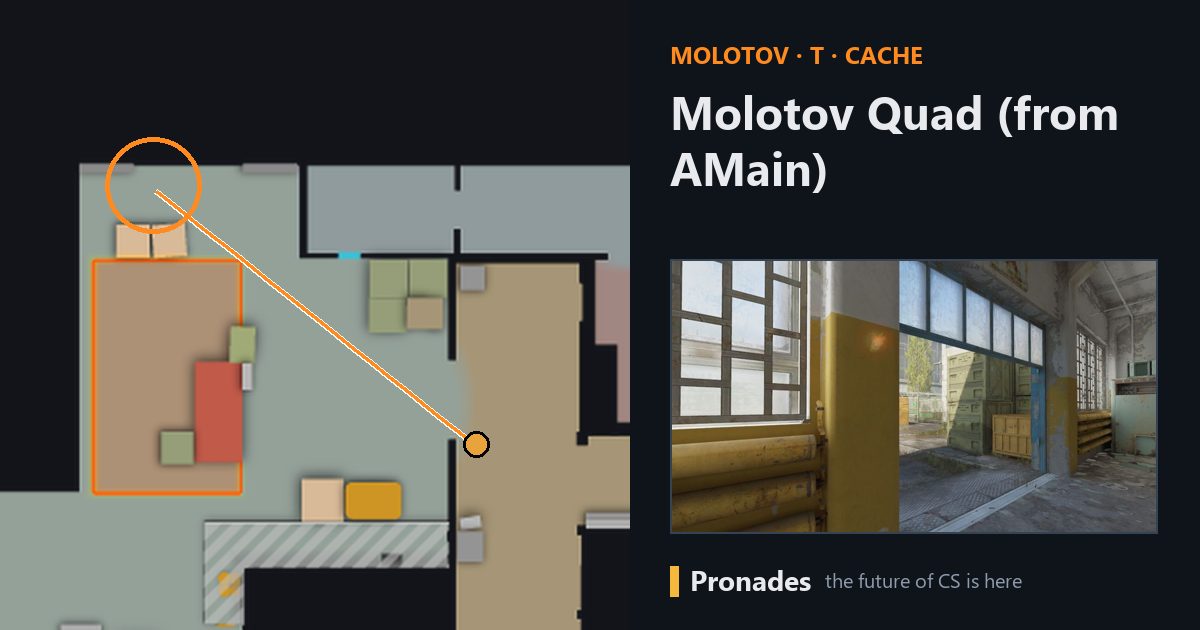 MOLOTOV · T · CACHE
Molotov Quad (from
AMain)
Pronades the future of CS is here